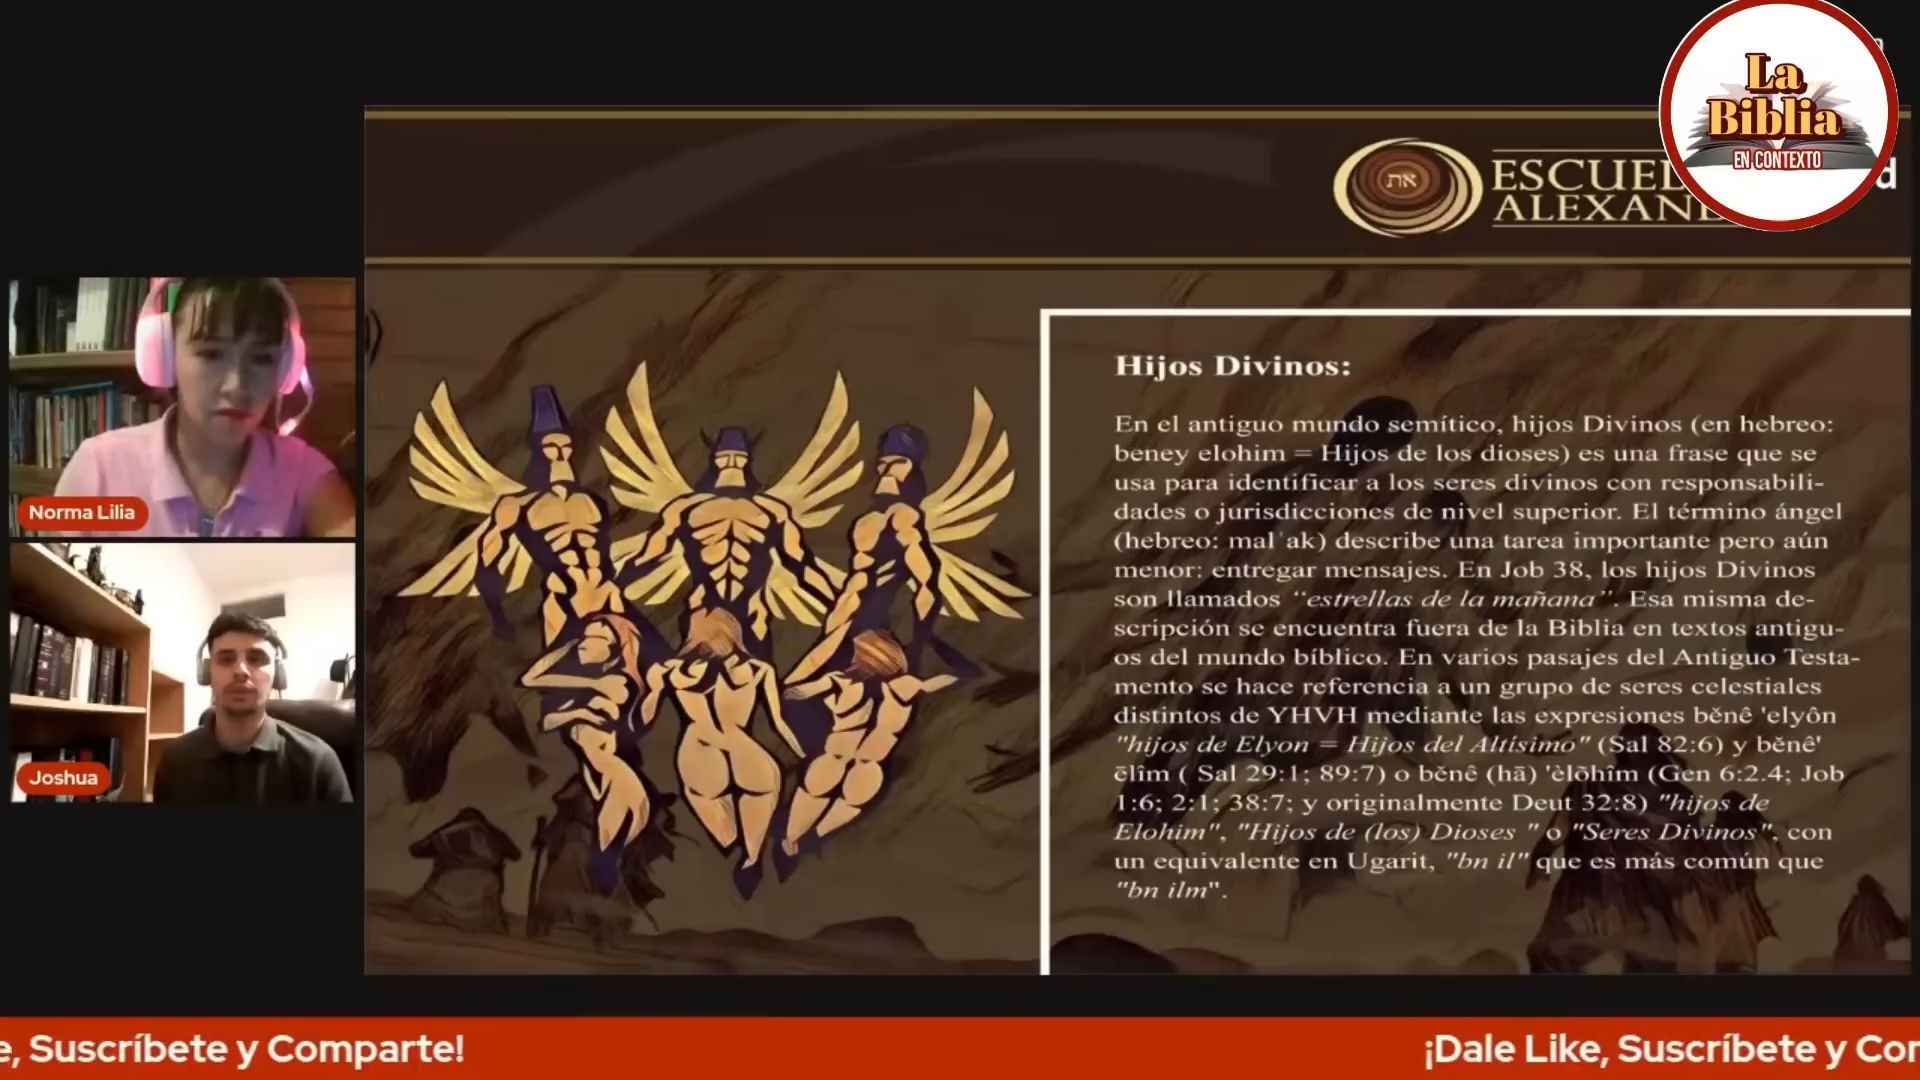 La
Biblia
EN CONTEXTO
את
ESCUEL
ALEXAN
d
Hijos Divinos:
En el antiguo mundo semítico, hijos Divinos (en hebreo:
beney elohim = Hijos de los dioses) es una frase que se
usa para identificar a los seres divinos con responsabili-
dades o jurisdicciones de nivel superior. El término ángel
(hebreo: malˈak) describe una tarea importante pero aún
menor: entregar mensajes. En Job 38, los hijos Divinos
son llamados “estrellas de la mañana”. Esa misma de-
scripción se encuentra fuera de la Biblia en textos antigu-
os del mundo bíblico. En varios pasajes del Antiguo Testa-
mento se hace referencia a un grupo de seres celestiales
distintos de YHVH mediante las expresiones bĕnê 'elyôn
"hijos de Elyon = Hijos del Altísimo" (Sal 82:6) y bĕnê'
ēlîm ( Sal 29:1; 89:7) o bĕnê (hā) 'ĕlōhîm (Gen 6:2.4; Job
1:6; 2:1; 38:7; y originalmente Deut 32:8) "hijos de
Elohim", "Hijos de (los) Dioses " o "Seres Divinos", con
un equivalente en Ugarit, "bn il" que es más común que
"bn ilm".
Norma Lilia
Joshua
e, Suscríbete y Comparte!
¡Dale Like, Suscríbete y Con